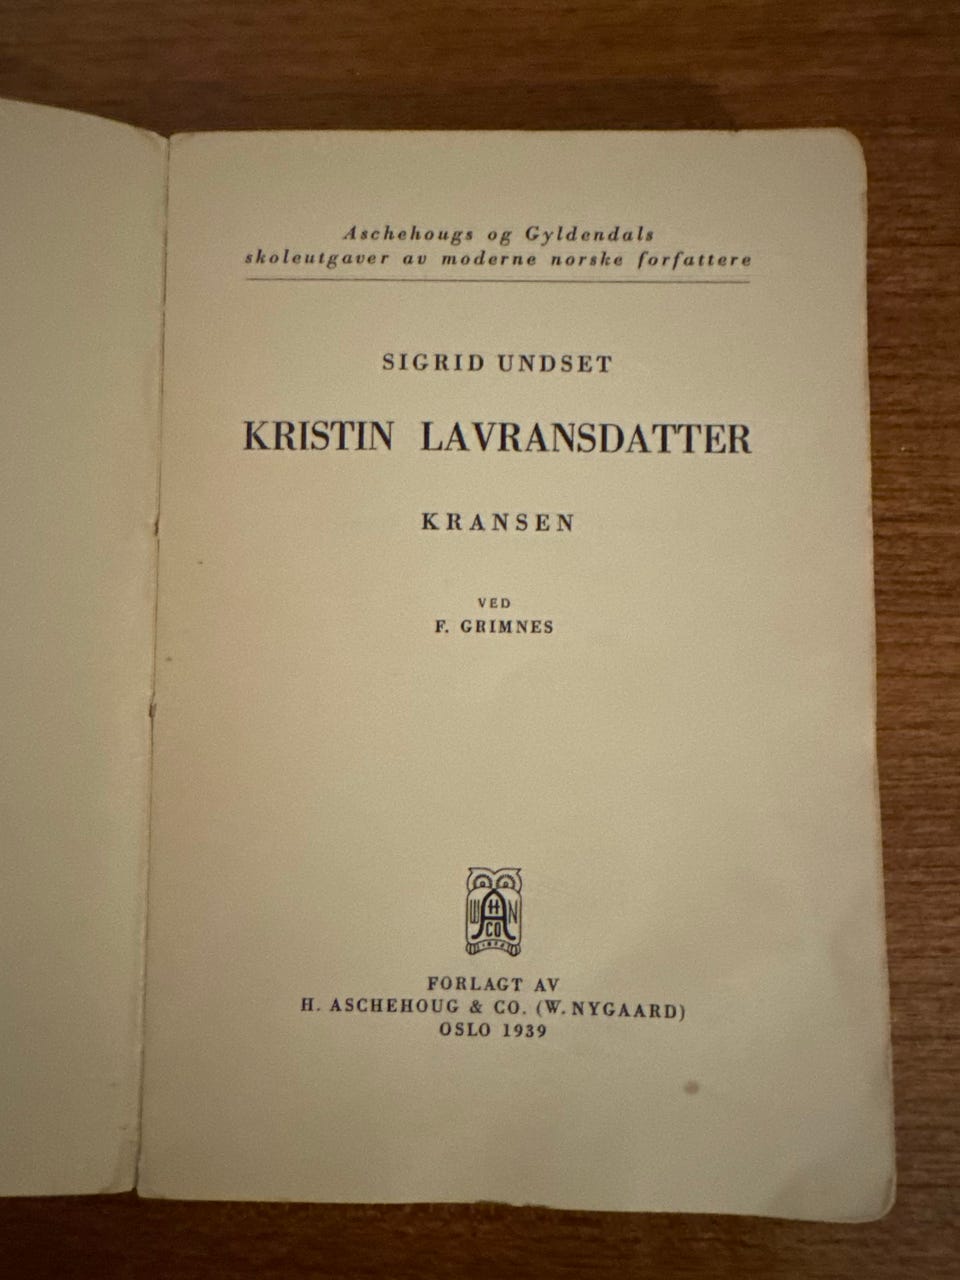 Aschehougs og Gyldendals
skoleutgaver av moderne norske forfattere
SIGRID UNDSET
KRISTIN LAVRANSDATTER
KRANSEN
VED
F. GRIMNES
W H N
A
CO
FORLAGT AV
H. ASCHEHOUG & CO. (W. NYGAARD)
OSLO 1939